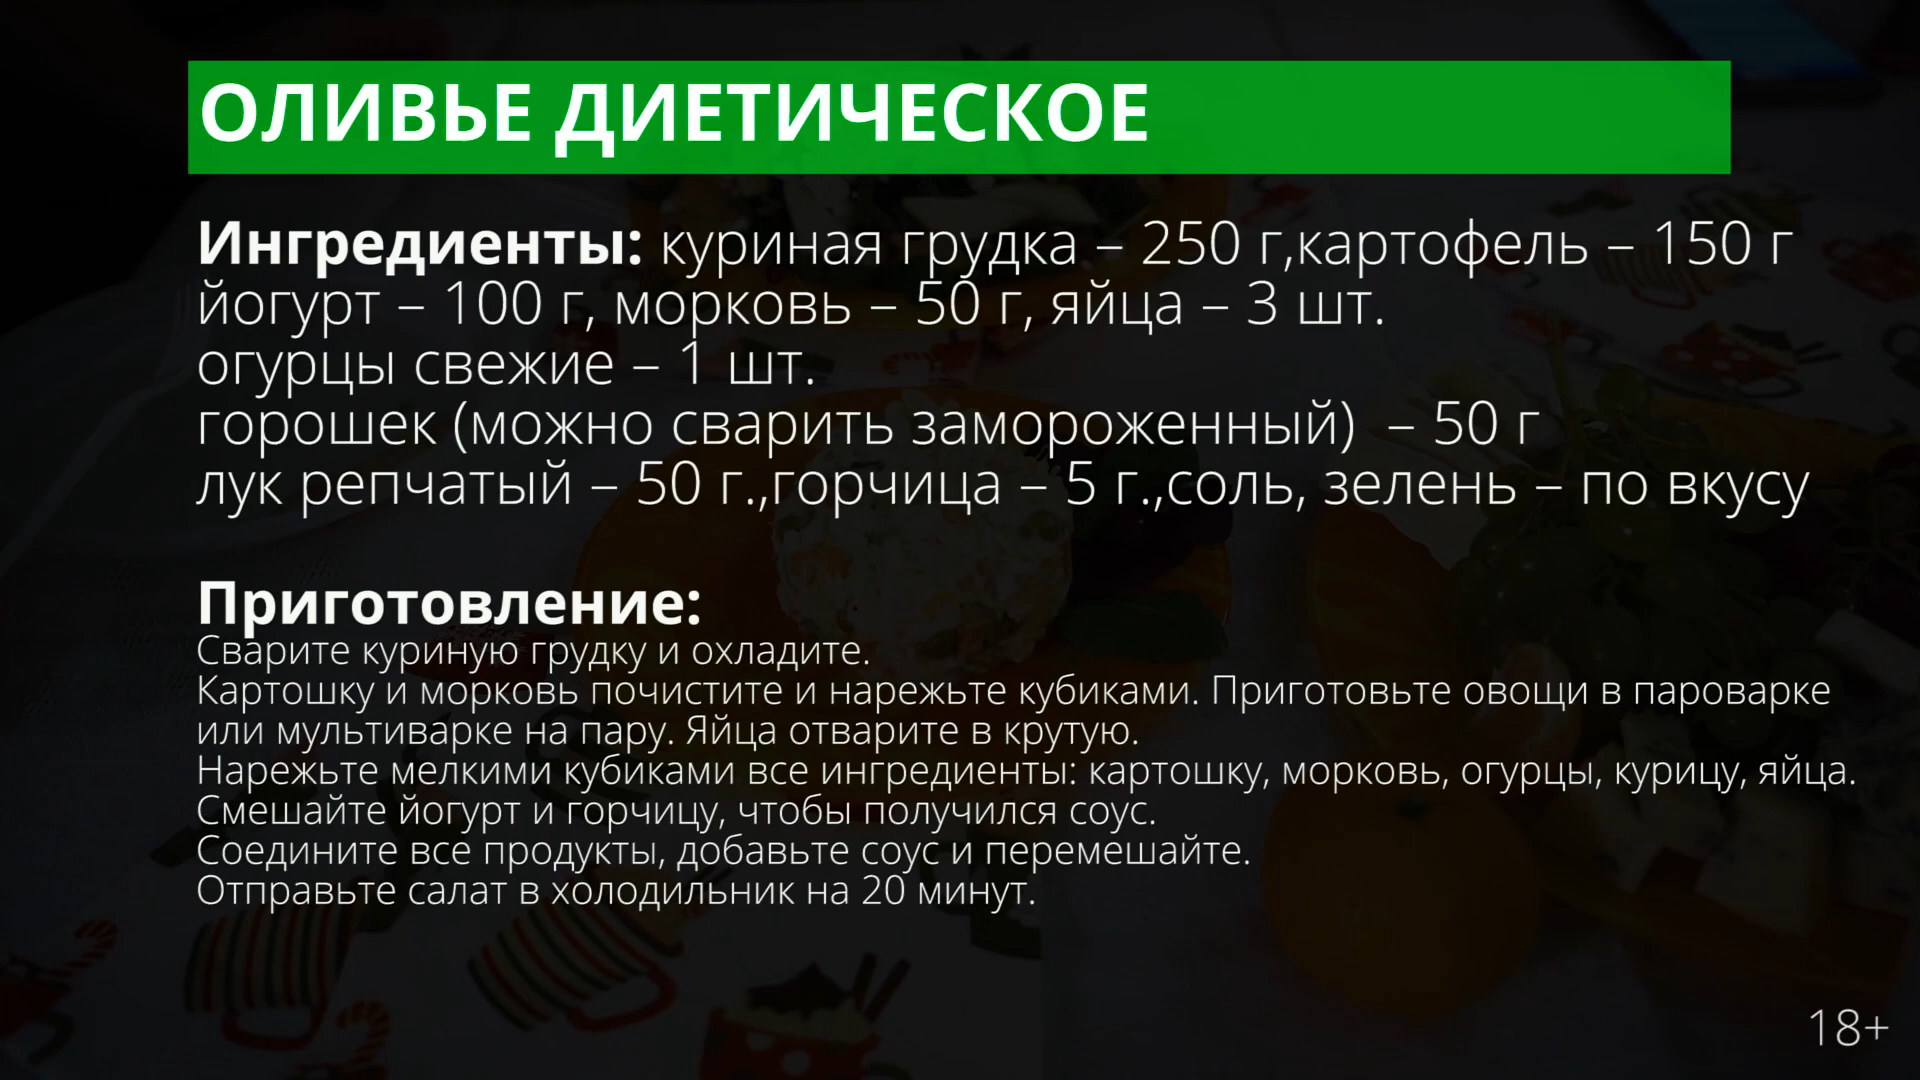 ОЛИВЬЕ ДИЕТИЧЕСКОЕ
Ингредиенты: куриная грудка – 250 г,картофель – 150 г
йогурт – 100 г, морковь – 50 г, яйца – 3 шт.
огурцы свежие – 1 шт.
горошек (можно сварить замороженный)  – 50 г
лук репчатый – 50 г.,горчица – 5 г.,соль, зелень – по вкусу
Приготовление:
Сварите куриную грудку и охладите.
Картошку и морковь почистите и нарежьте кубиками. Приготовьте овощи в пароварке
или мультиварке на пару. Яйца отварите в крутую.
Нарежьте мелкими кубиками все ингредиенты: картошку, морковь, огурцы, курицу, яйца.
Смешайте йогурт и горчицу, чтобы получился соус.
Соедините все продукты, добавьте соус и перемешайте.
Отправьте салат в холодильник на 20 минут.
18+